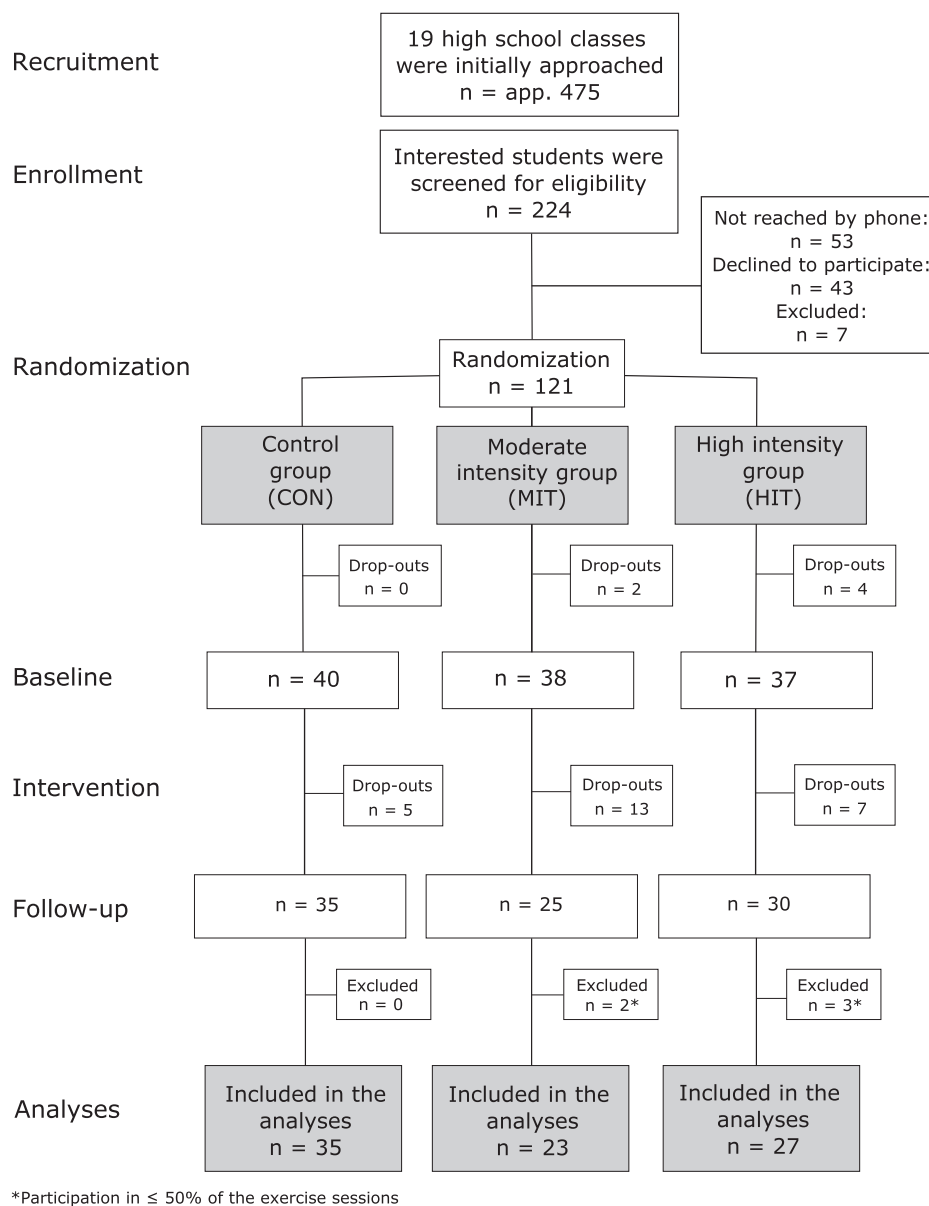 Recruitment
19 high school classes
were initially approached
n = app. 475
Enrollment
Interested students were
screened for eligibility
n = 224
Not reached by phone:
n = 53
Declined to participate:
n = 43
Excluded:
n = 7
Randomization
Randomization
n = 121
Control
group
(CON)
Moderate
intensity group
(MIT)
High intensity
group
(HIT)
Drop-outs
n = 0
Drop-outs
n = 2
Drop-outs
n = 4
Baseline
n = 40
n = 38
n = 37
Intervention
Drop-outs
n = 5
Drop-outs
n = 13
Drop-outs
n = 7
Follow-up
n = 35
n = 25
n = 30
Excluded
n = 0
Excluded
n = 2*
Excluded
n = 3*
Analyses
Included in the
analyses
n = 35
Included in the
analyses
n = 23
Included in the
analyses
n = 27
*Participation in ≤ 50% of the exercise sessions